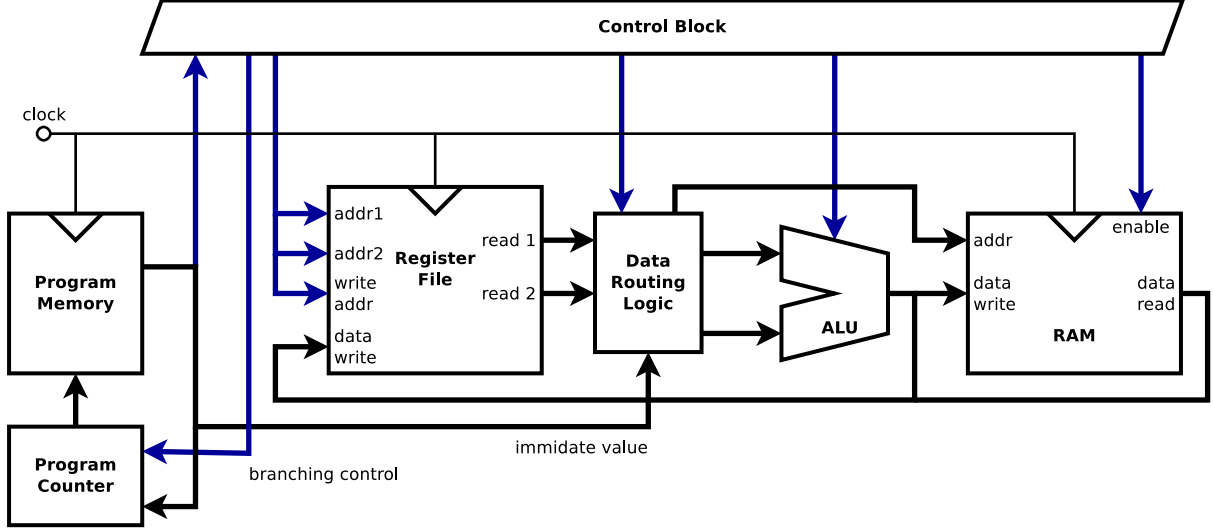 Control Block
clock
addr1
addr2
write
addr
data
write
Register
File
read 1
read 2
Program
Memory
Data
Routing
Logic
ALU
addr
data
write
enable
data
read
RAM
Program
Counter
branching control
immidate value